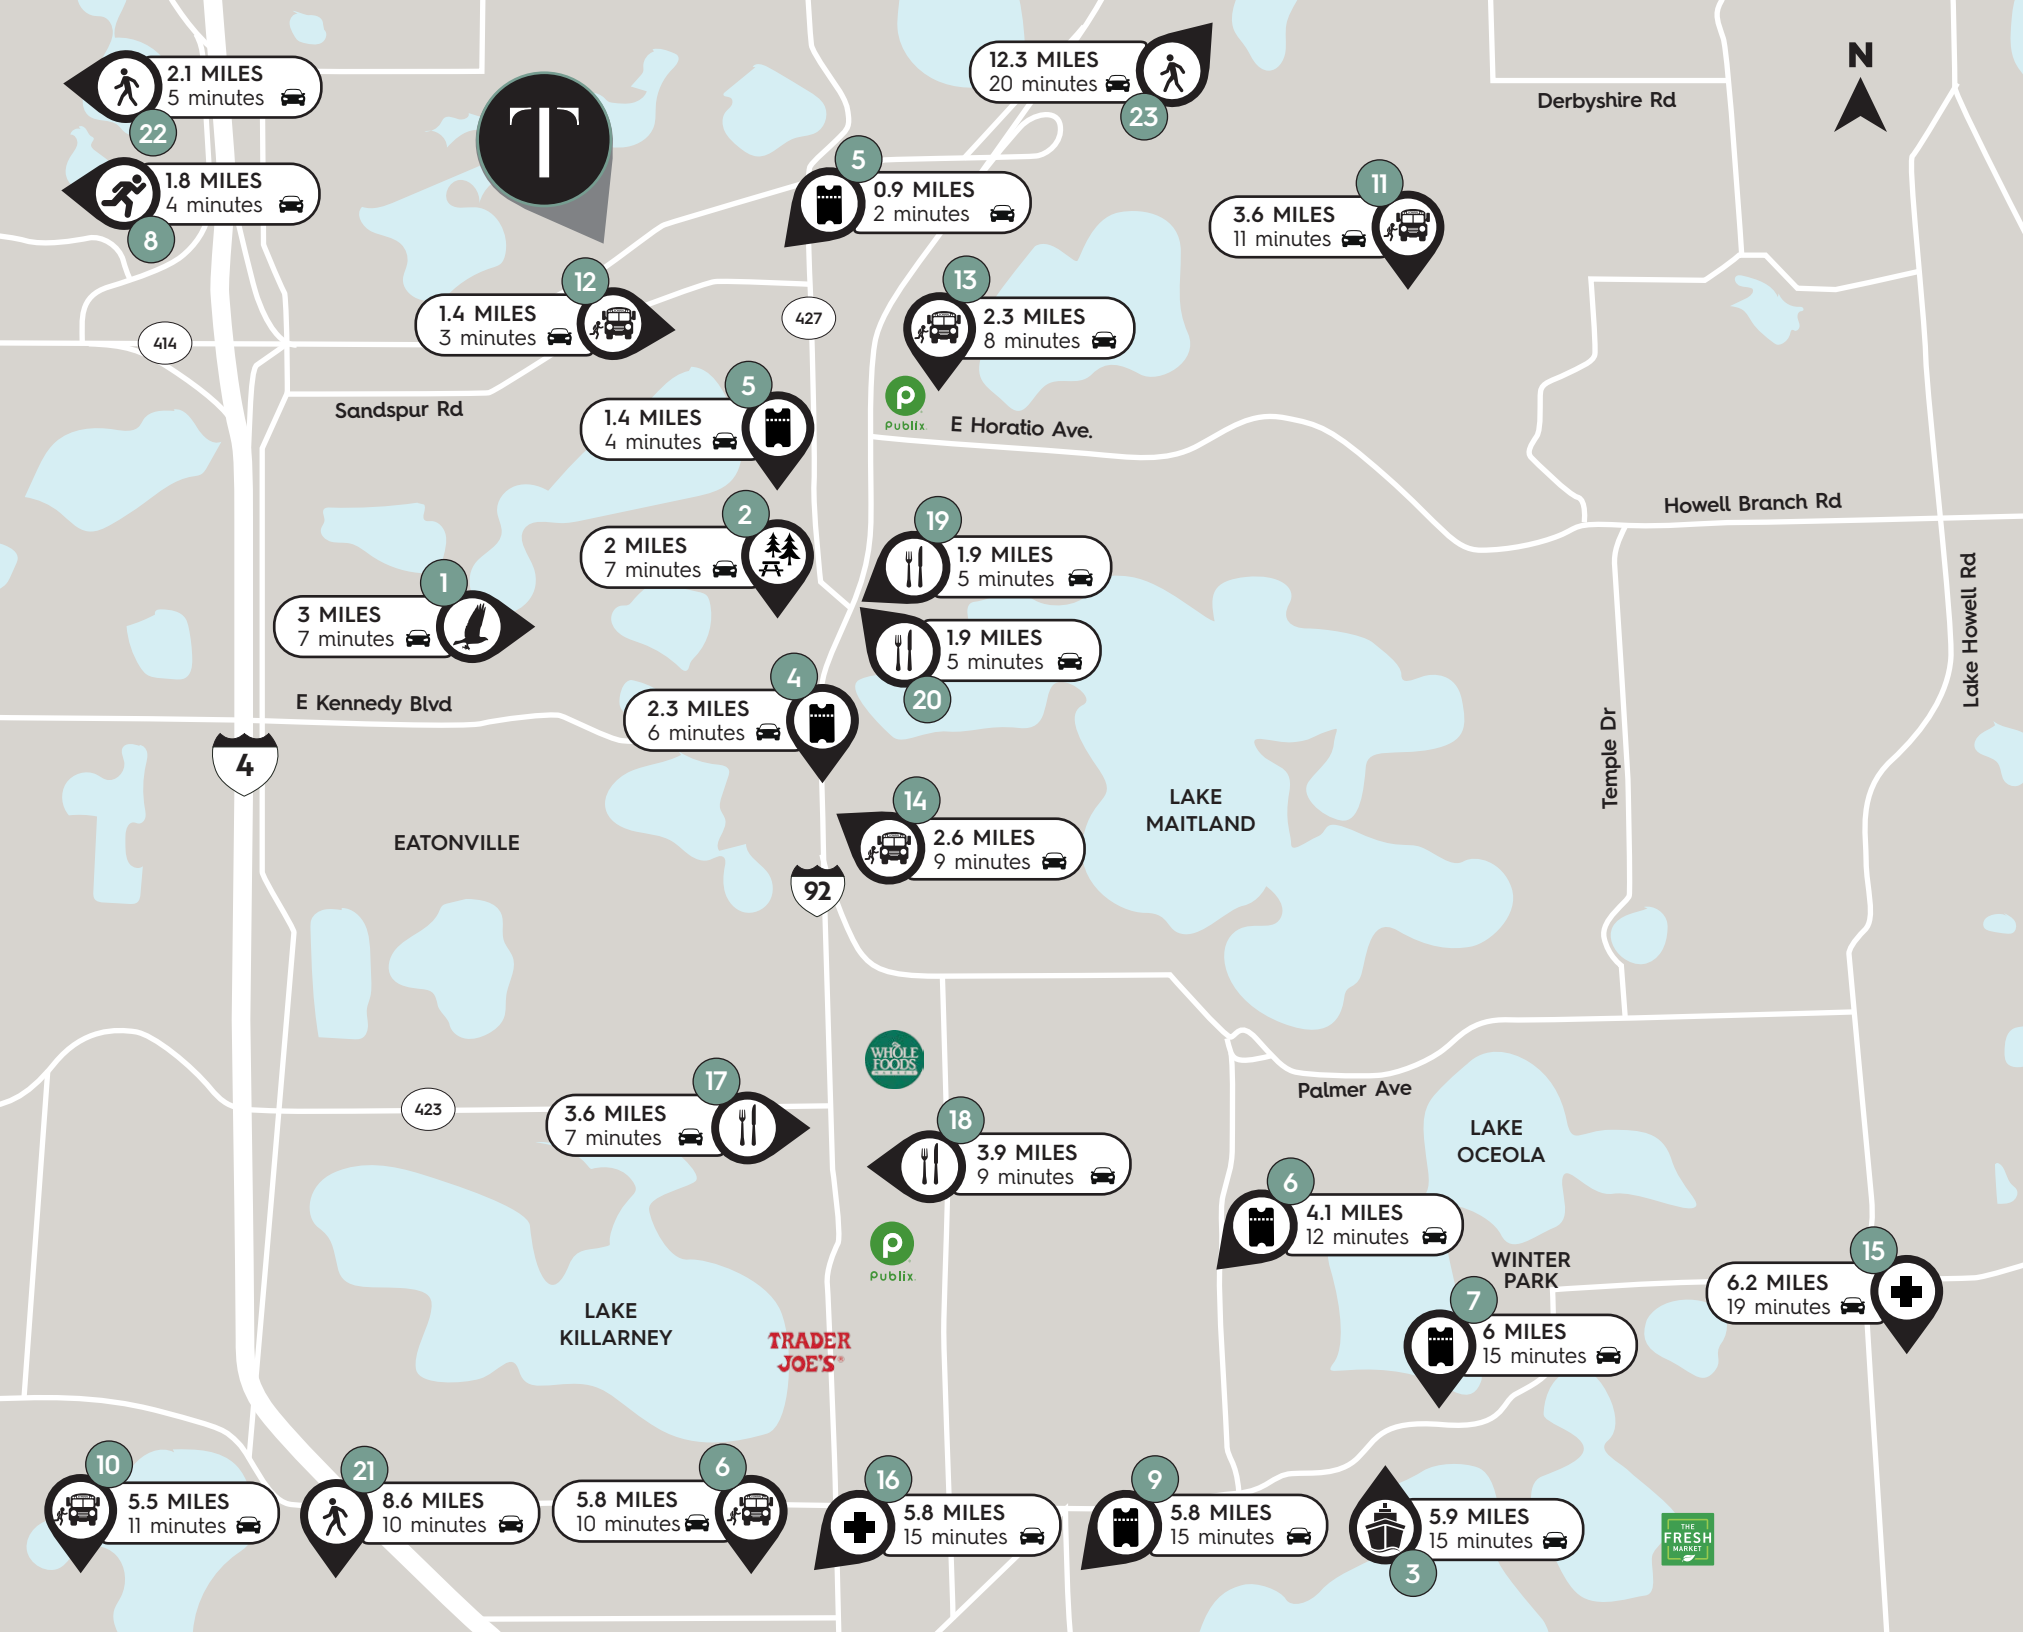 2.1 MILES
5 minutes
22
1.8 MILES
4 minutes
8
T
12.3 MILES
20 minutes
23
Derbyshire Rd
N
5
0.9 MILES
2 minutes
11
3.6 MILES
11 minutes
12
1.4 MILES
3 minutes
427
13
2.3 MILES
8 minutes
414
Sandspur Rd
5
1.4 MILES
4 minutes
Publix.
E Horatio Ave.
2
2 MILES
7 minutes
19
1.9 MILES
5 minutes
Howell Branch Rd
Lake Howell Rd
1
3 MILES
7 minutes
1.9 MILES
5 minutes
20
E Kennedy Blvd
4
2.3 MILES
6 minutes
Temple Dr
4
EATONVILLE
14
2.6 MILES
9 minutes
LAKE
MAITLAND
92
WHOLE
FOODS
MARKET
423
17
3.6 MILES
7 minutes
18
3.9 MILES
9 minutes
Palmer Ave
LAKE
OCEOLA
Publix.
6
4.1 MILES
12 minutes
WINTER
PARK
15
6.2 MILES
19 minutes
LAKE
KILLARNEY
TRADER
JOE'S®
7
6 MILES
15 minutes
10
5.5 MILES
11 minutes
21
8.6 MILES
10 minutes
6
5.8 MILES
10 minutes
16
5.8 MILES
15 minutes
9
5.8 MILES
15 minutes
5.9 MILES
15 minutes
3
THE
FRESH
MARKET